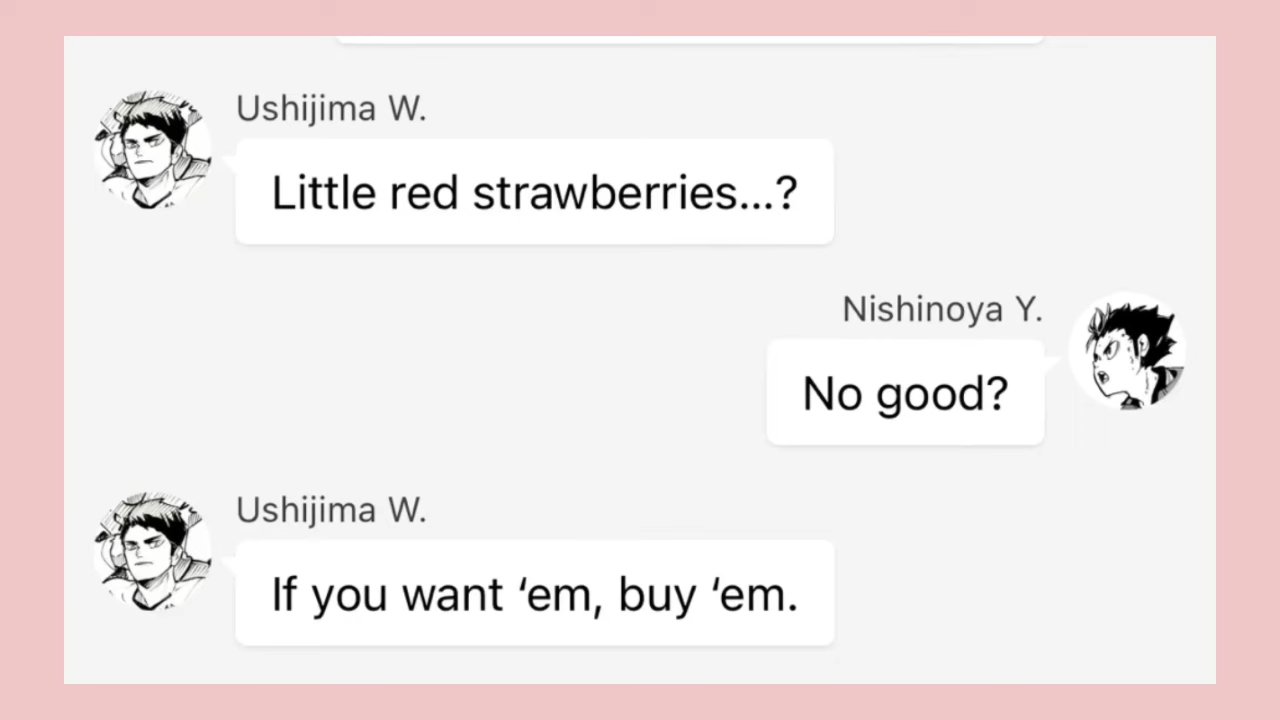 Ushijima W.
Little red strawberries...?
Nishinoya Y.
No good?
Ushijima W.
If you want ‘em, buy ‘em.